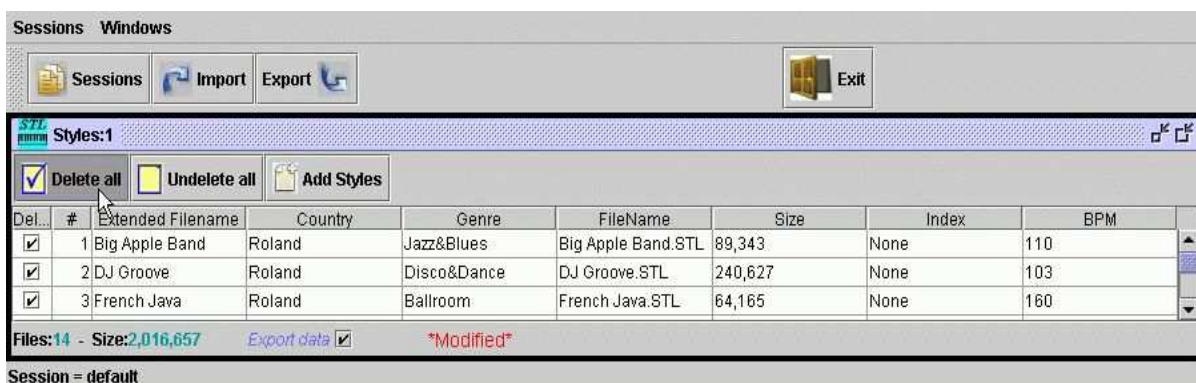 Sessions Windows
Sessions Import Export Exit
STL Styles:1
Delete all Undelete all Add Styles
Del... # Extended Filename Country Genre FileName Size Index BPM
1 Big Apple Band Roland Jazz&Blues Big Apple Band.STL 89,343 None 110
2 DJ Groove Roland Disco&Dance DJ Groove.STL 240,627 None 103
3 French Java Roland Ballroom French Java.STL 64,165 None 160
Files:14 - Size:2,016,657 Export data *Modified*
Session = default